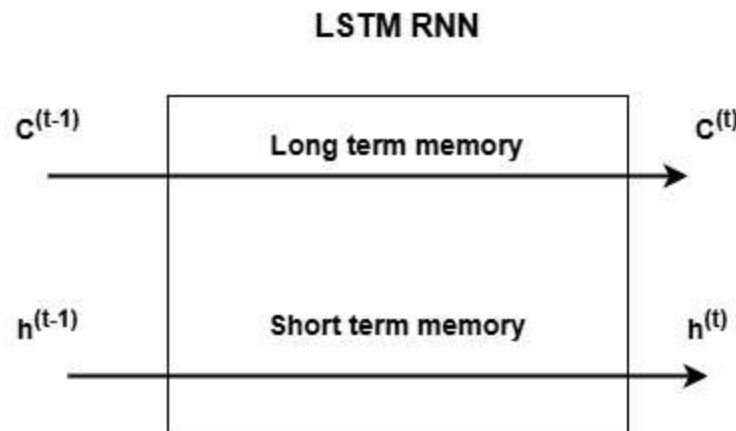 LSTM RNN
C(t-1)
Long term memory
C(t)
h(t-1)
Short term memory
h(t)